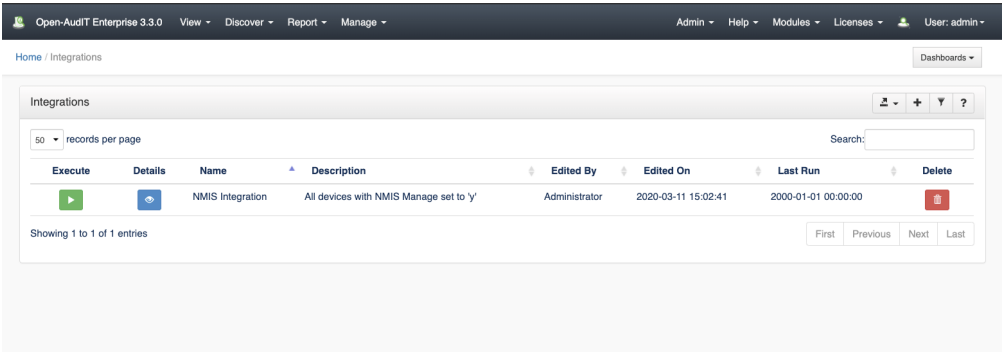 Open-AudIT Enterprise 3.3.0 View Discover Report Manage Admin Help Modules Licenses User: admin
Home / Integrations Dashboards
Integrations + ?
50 records per page Search:
Execute Details Name Description Edited By Edited On Last Run Delete
NMIS Integration All devices with NMIS Manage set to 'y' Administrator 2020-03-11 15:02:41 2000-01-01 00:00:00
Showing 1 to 1 of 1 entries First Previous Next Last